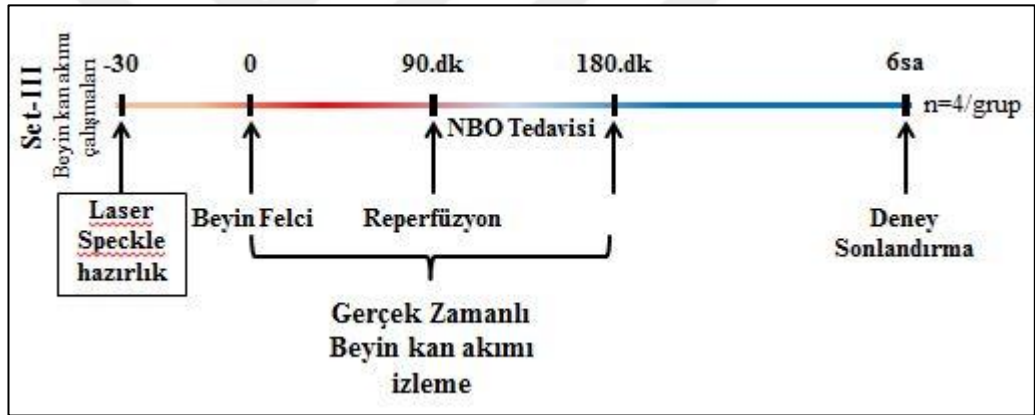 Set-III
Beyin kan akımı
çalışmaları
-30
0
90.dk
180.dk
6sa
n=4/grup
NBO Tedavisi
Laser
Speckle
hazırlık
Beyin Felci
Reperfüzyon
Deney
Sonlandırma
Gerçek Zamanlı
Beyin kan akımı
izleme